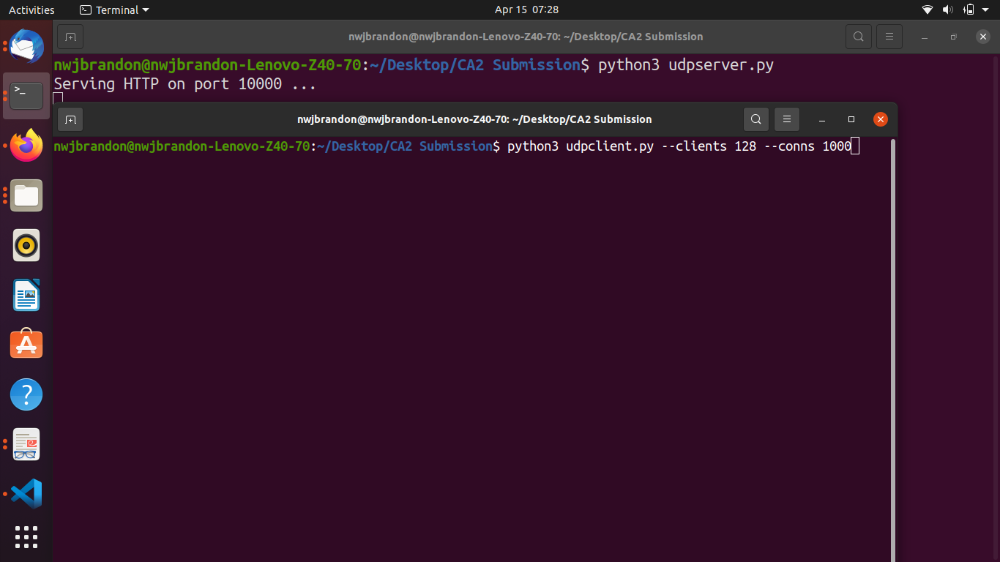 Activities
Terminal
Apr 15 07:28
nwjbrandon@nwjbrandon-Lenovo-Z40-70: ~/Desktop/CA2 Submission
nwjbrandon@nwjbrandon-Lenovo-Z40-70:~/Desktop/CA2 Submission$ python3 udpserver.py
Serving HTTP on port 10000 ...
>_
nwjbrandon@nwjbrandon-Lenovo-Z40-70: ~/Desktop/CA2 Submission
nwjbrandon@nwjbrandon-Lenovo-Z40-70:~/Desktop/CA2 Submission$ python3 udpclient.py --clients 128 --conns 1000
?